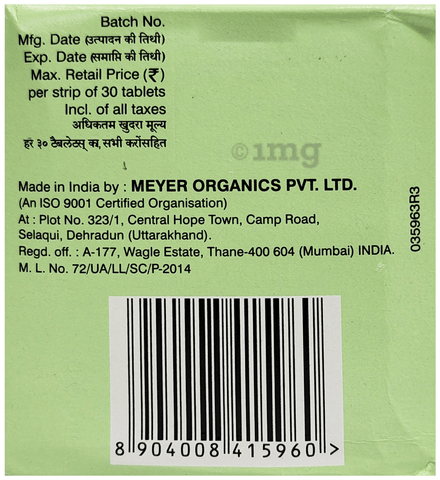 Batch No.
Mfg. Date (उत्पादन की तिथी)
Exp. Date (समाप्ति की तिथी)
Max. Retail Price (₹)
per strip of 30 tablets
Incl. of all taxes
अधिकतम खुदरा मूल्य
हर ३० टैबलेटस् का, सभी करोंसहित
1mg
Made in India by : MEYER ORGANICS PVT. LTD.
(An ISO 9001 Certified Organisation)
At : Plot No. 323/1, Central Hope Town, Camp Road,
Selaqui, Dehradun (Uttarakhand).
Regd. off. : A-177, Wagle Estate, Thane-400 604 (Mumbai) INDIA.
M. L. No. 72/UA/LL/SC/P-2014
035963R3
8 904008 415960 >